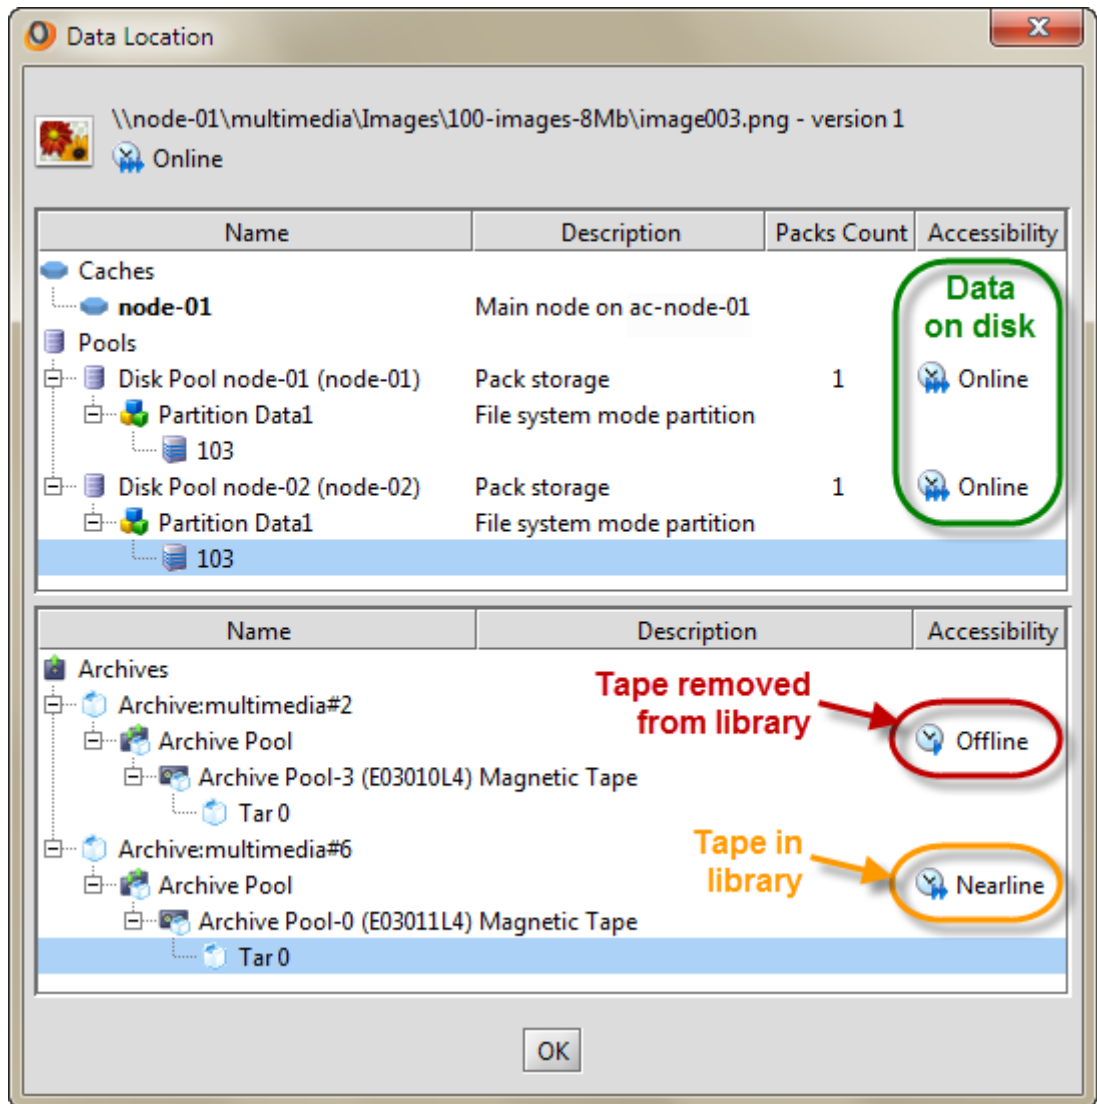 Data Location
x
\\node-01\multimedia\Images\100-images-8Mb\image003.png - version 1
Online
Name Description Packs Count Accessibility
Caches
node-01 Main node on ac-node-01
Data
on disk
Pools
Disk Pool node-01 (node-01) Pack storage 1 Online
Partition Data1 File system mode partition
103
Disk Pool node-02 (node-02) Pack storage 1 Online
Partition Data1 File system mode partition
103
Name Description Accessibility
Archives
Archive:multimedia#2
Tape removed
from library
Archive Pool Offline
Archive Pool-3 (E03010L4) Magnetic Tape
Tar 0
Archive:multimedia#6
Tape in
library
Archive Pool Nearline
Archive Pool-0 (E03011L4) Magnetic Tape
Tar 0
OK